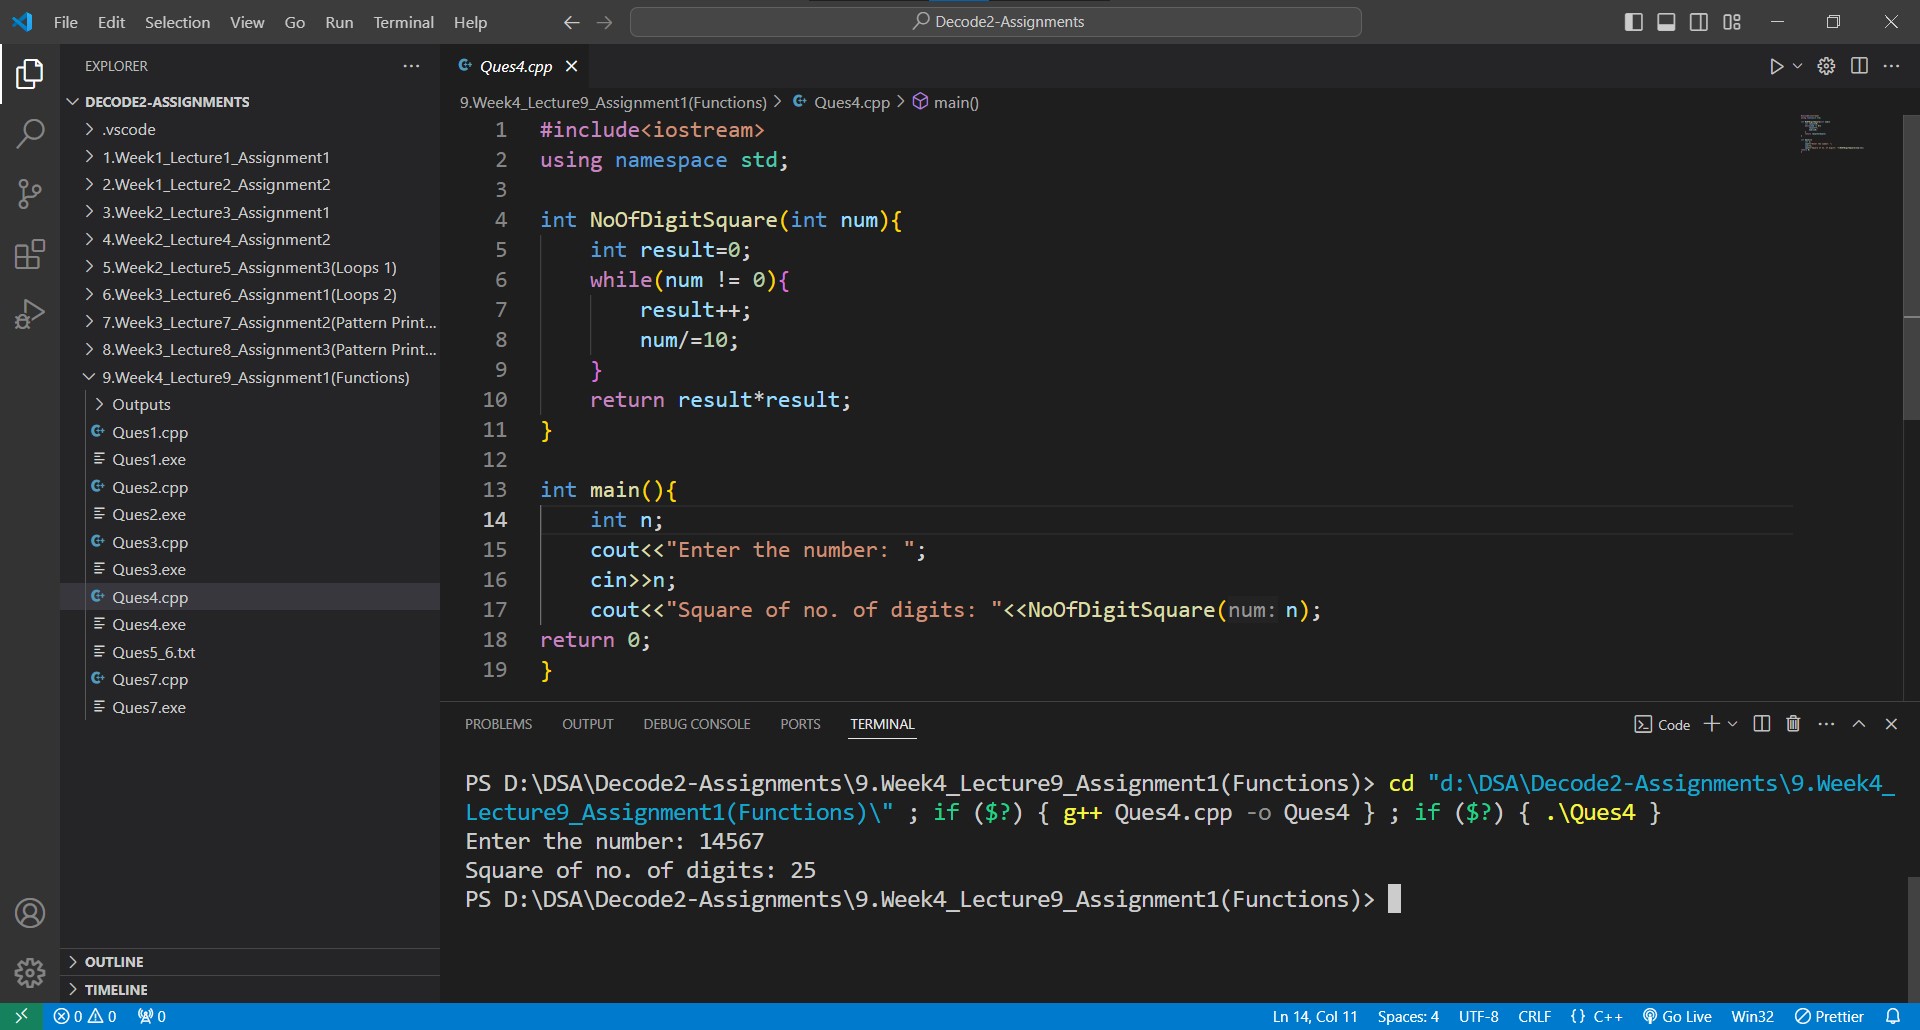 File Edit Selection View Go Run Terminal Help
Decode2-Assignments
EXPLORER
DECODE2-ASSIGNMENTS
.vscode
1.Week1_Lecture1_Assignment1
2.Week1_Lecture2_Assignment2
3.Week2_Lecture3_Assignment1
4.Week2_Lecture4_Assignment2
5.Week2_Lecture5_Assignment3(Loops 1)
6.Week3_Lecture6_Assignment1(Loops 2)
7.Week3_Lecture7_Assignment2(Pattern Print...
8.Week3_Lecture8_Assignment3(Pattern Print...
9.Week4_Lecture9_Assignment1(Functions)
Outputs
Ques1.cpp
Ques1.exe
Ques2.cpp
Ques2.exe
Ques3.cpp
Ques3.exe
Ques4.cpp
Ques4.exe
Ques5_6.txt
Ques7.cpp
Ques7.exe
OUTLINE
TIMELINE
Ques4.cpp
9.Week4_Lecture9_Assignment1(Functions) > Ques4.cpp > main()
1 #include<iostream>
2 using namespace std;
3
4 int NoOfDigitSquare(int num){
5 int result=0;
6 while(num != 0){
7 result++;
8 num/=10;
9 }
10 return result*result;
11 }
12
13 int main(){
14 int n;
15 cout<<"Enter the number: ";
16 cin>>n;
17 cout<<"Square of no. of digits: "<<NoOfDigitSquare(num: n);
18 return 0;
19 }
PROBLEMS OUTPUT DEBUG CONSOLE PORTS TERMINAL
Code
PS D:\DSA\Decode2-Assignments\9.Week4_Lecture9_Assignment1(Functions)> cd "d:\DSA\Decode2-Assignments\9.Week4_
Lecture9_Assignment1(Functions)\" ; if ($?) { g++ Ques4.cpp -o Ques4 } ; if ($?) { .\Ques4 }
Enter the number: 14567
Square of no. of digits: 25
PS D:\DSA\Decode2-Assignments\9.Week4_Lecture9_Assignment1(Functions)>
0 0 0 Ln 14, Col 11 Spaces: 4 UTF-8 CRLF {} C++ Go Live Win32 Prettier